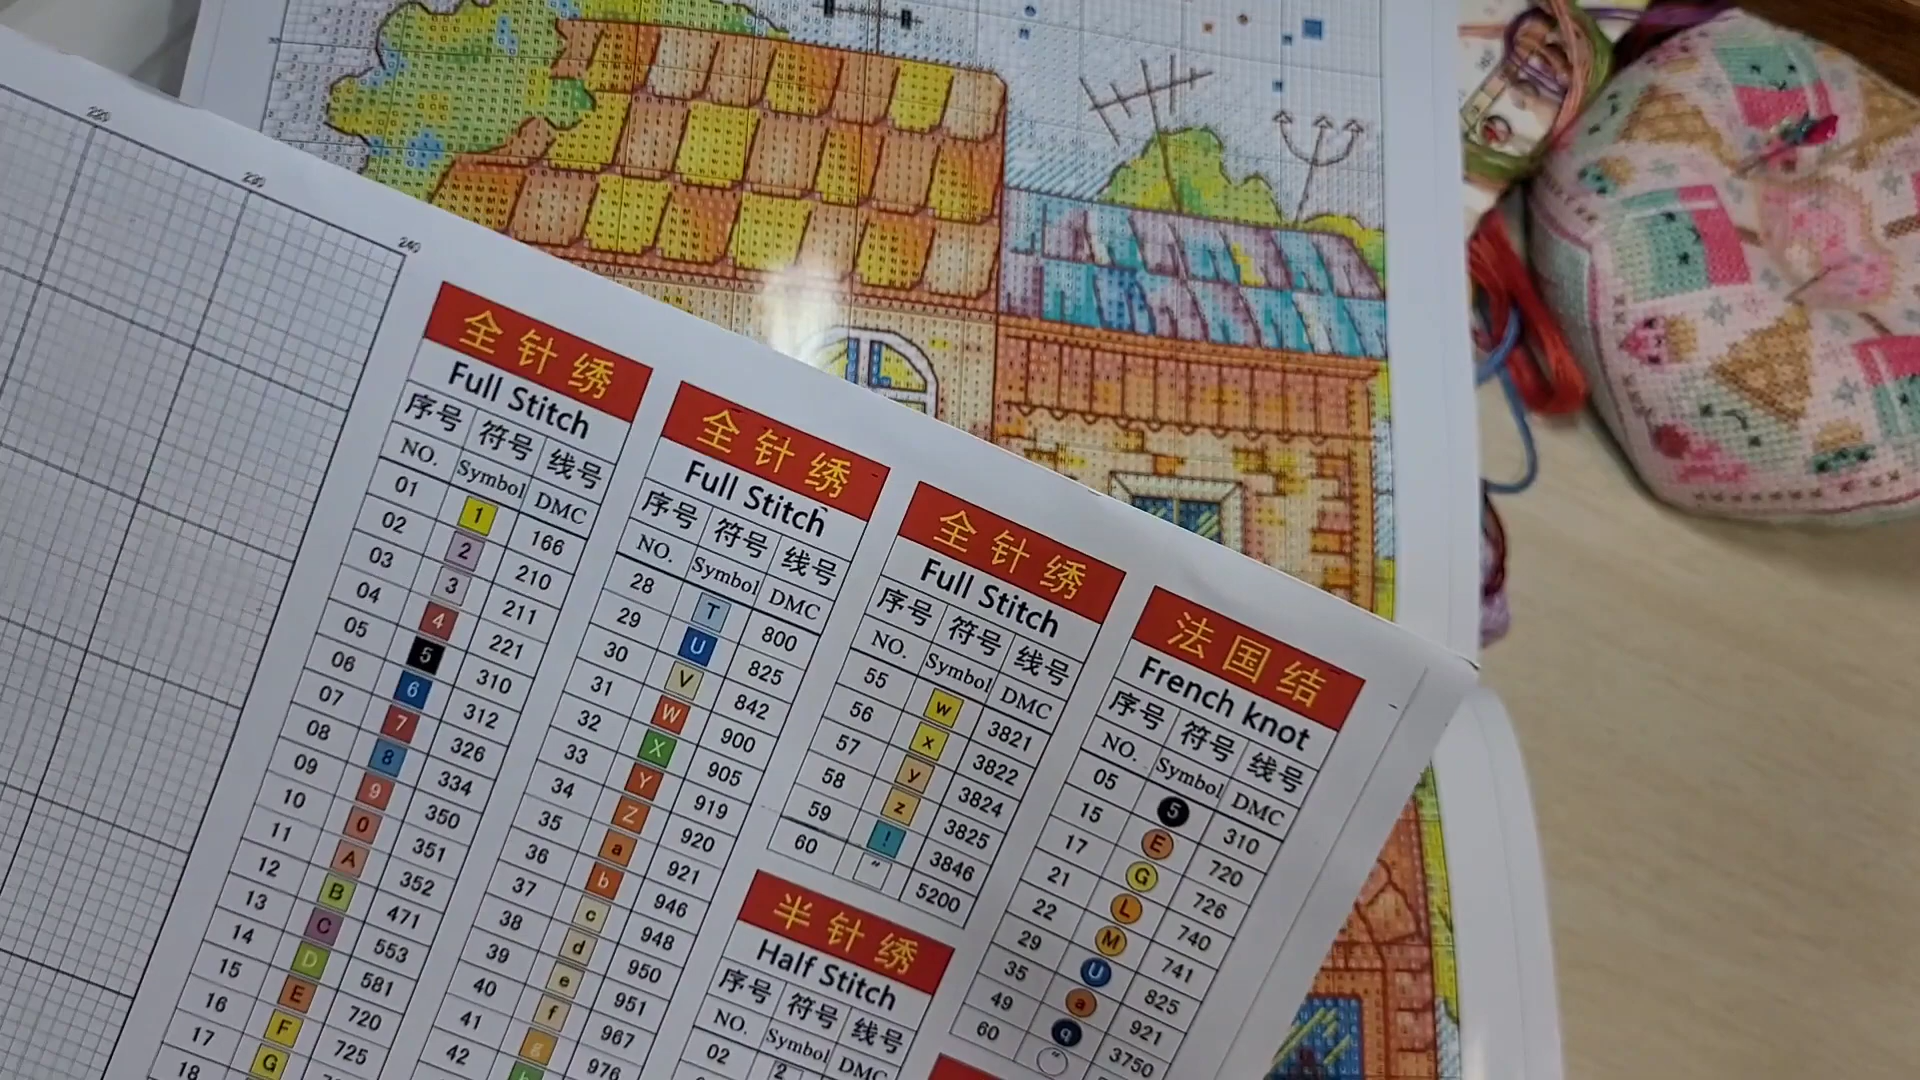 220
230
240
全针绣
Full Stitch
序号 符号 线号
NO. Symbol DMC
01 1 166
02 2 210
03 3 211
04 4 221
05 5 310
06 6 312
07 7 326
08 8 334
09 9 350
10 0 351
11 A 352
12 B 471
13 C 553
14 D 581
15 E 720
16 F 725
17 G
18
全针绣
Full Stitch
序号 符号 线号
NO. Symbol DMC
28 T 800
29 U 825
30 V 842
31 W 900
32 X 905
33 Y 919
34 Z 920
35 a 921
36 b 946
37 c 948
38 d 950
39 e 951
40 f 967
41 g 976
42
全针绣
Full Stitch
序号 符号 线号
NO. Symbol DMC
55 w 3821
56 x 3822
57 y 3824
58 z 3825
59 ! 3846
60 " 5200
半针绣
Half Stitch
序号 符号 线号
NO. Symbol DMC
02 2
法国结
French knot
序号 符号 线号
NO. Symbol DMC
05 5 310
15 E 720
17 G 726
21 L 740
22 M 741
29 U 825
35 a 921
49 q 3750
60 "